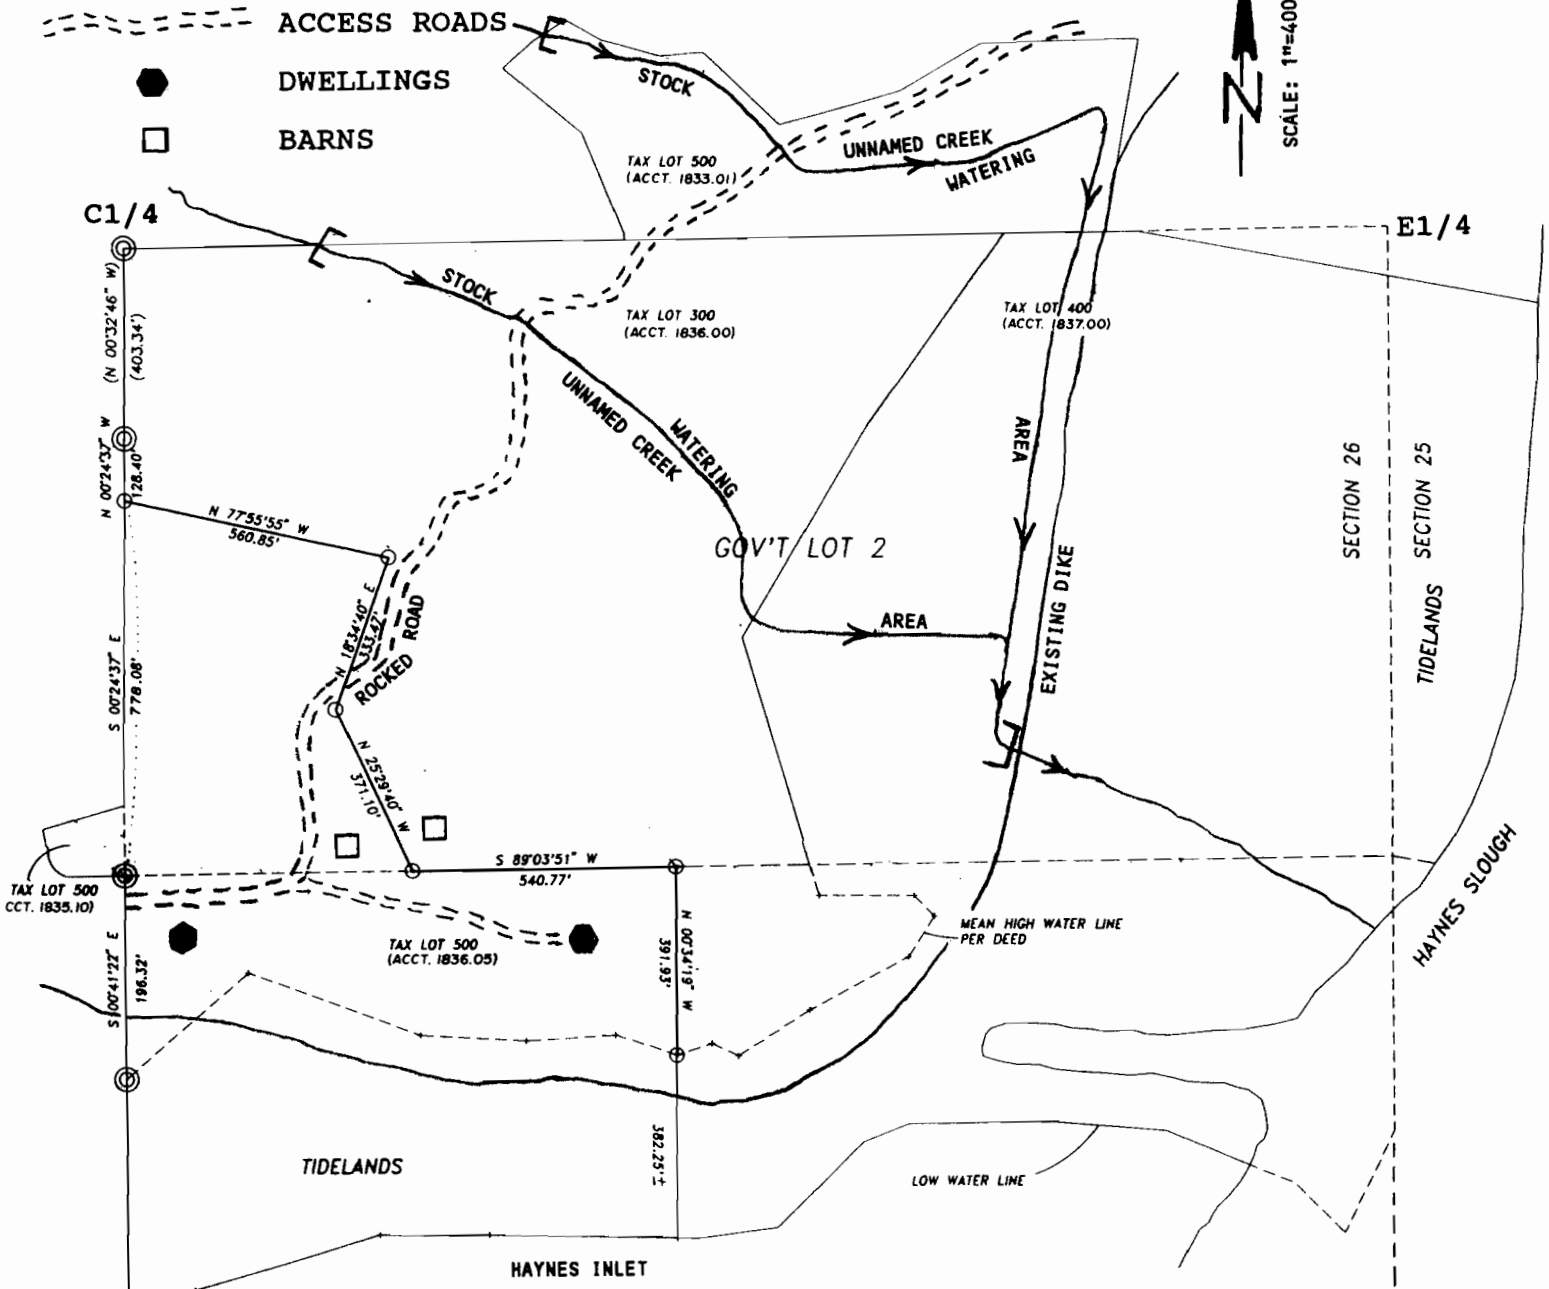 ACCESS ROADS
DWELLINGS
BARNS
SCALE: 1"=400
N
STOCK
UNNAMED CREEK
WATERING
TAX LOT 500
(ACCT. 1833.01)
C1/4
E1/4
(N 00°32'46" W)
(403.34')
STOCK
TAX LOT 300
(ACCT. 1836.00)
TAX LOT 400
(ACCT. 1837.00)
UNNAMED CREEK
WATERING
AREA
N 00°24'37" W
128.40'
N 77°55'55" W
560.85'
SECTION 26
SECTION 25
GOV'T LOT 2
TIDELANDS
N 18°34'40" E
333.47'
ROCKED ROAD
AREA
EXISTING DIKE
S 00°24'37" E
778.08'
N 25°29'40" W
371.10'
S 89°03'51" W
540.77'
TAX LOT 500
CCT. 1835.10)
HAYNES SLOUGH
MEAN HIGH WATER LINE
PER DEED
TAX LOT 500
(ACCT. 1836.05)
N 00°34'19" W
391.93'
S 00°41'22" E
196.32'
382.25'±
TIDELANDS
LOW WATER LINE
HAYNES INLET